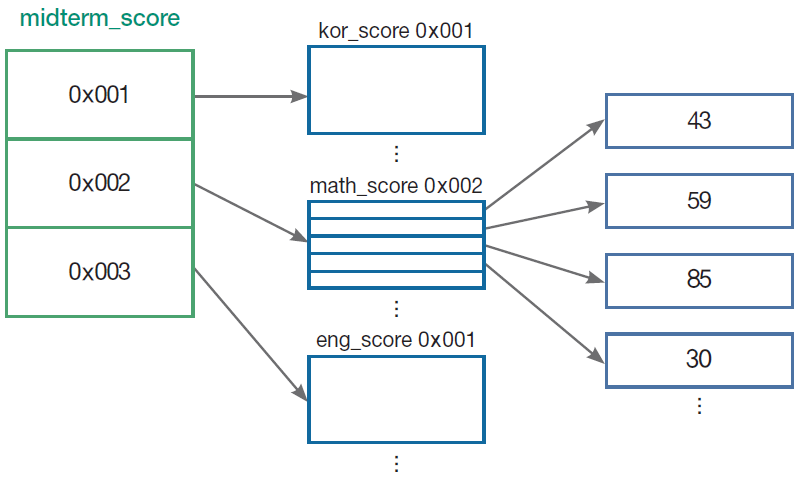 midterm_score
0x001
0x002
0x003
kor_score 0x001
⋮
math_score 0x002
⋮
eng_score 0x001
⋮
43
59
85
30
⋮